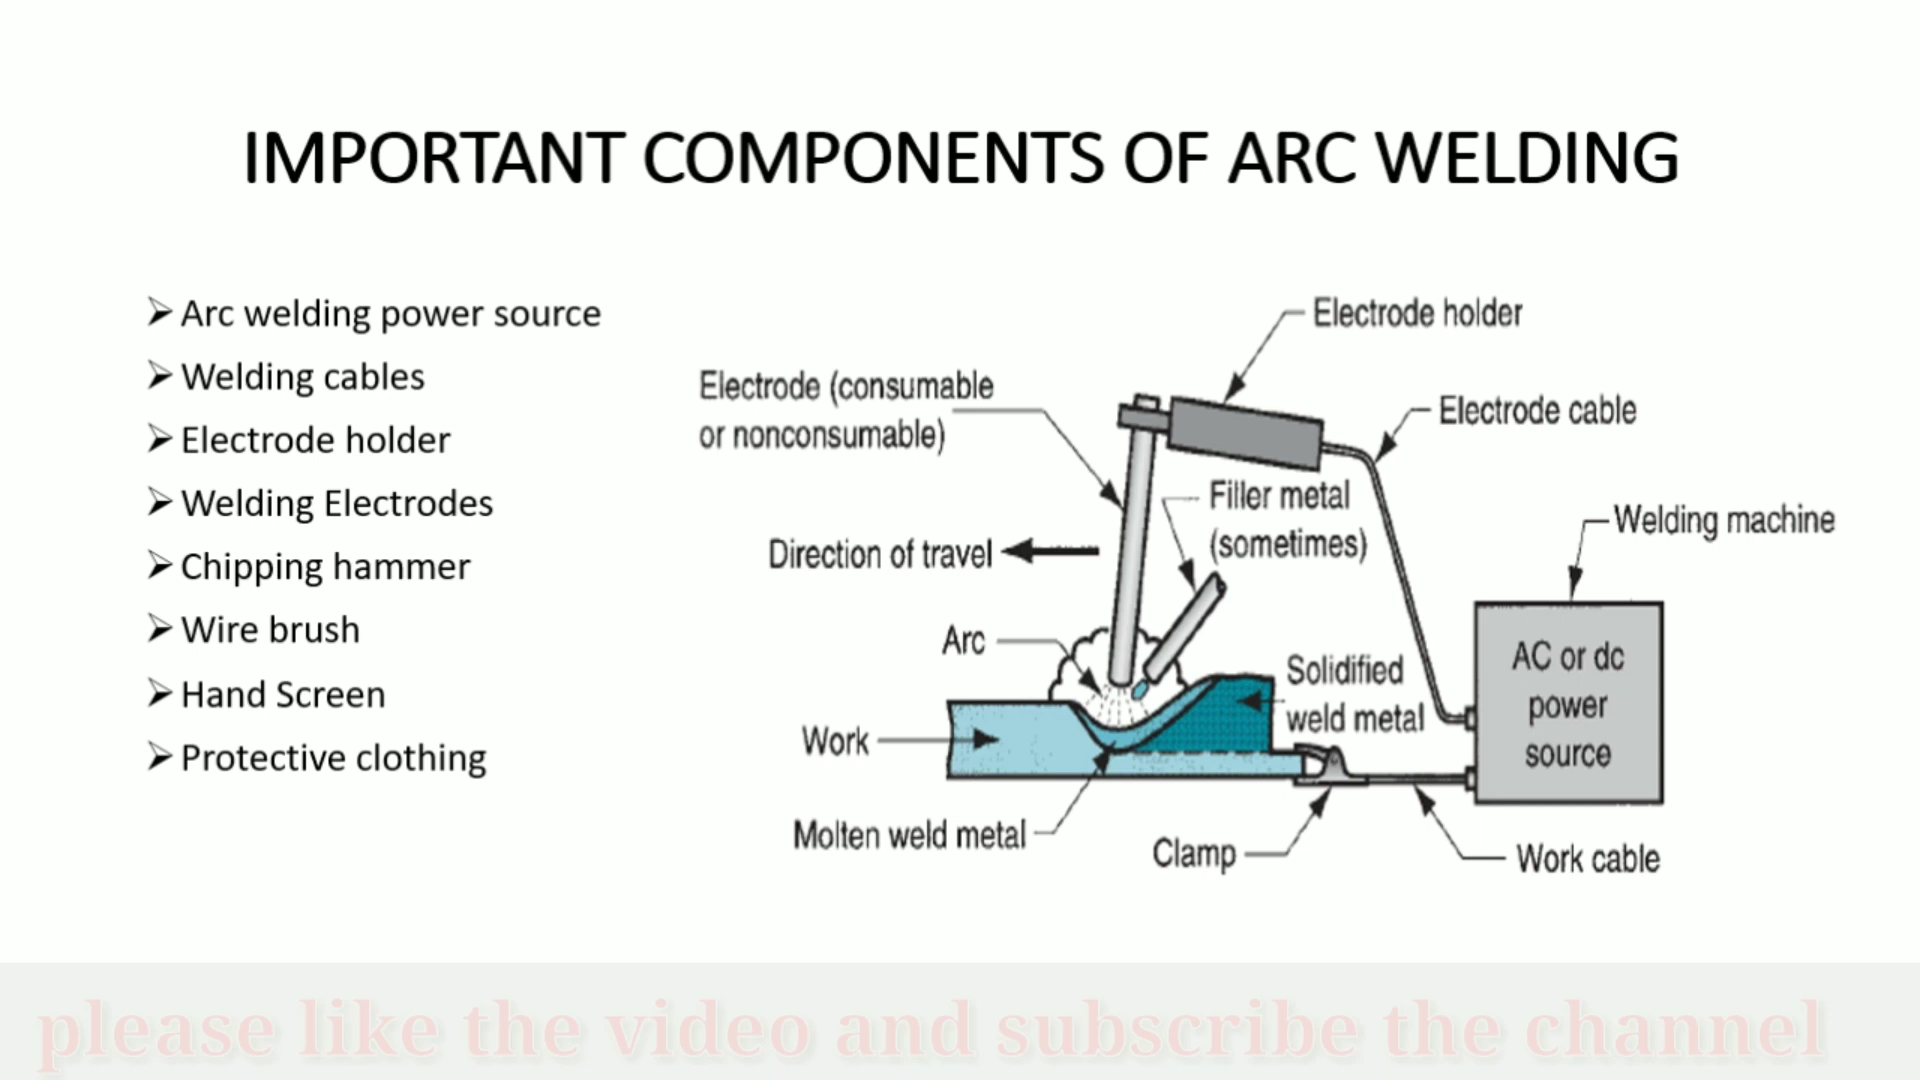 IMPORTANT COMPONENTS OF ARC WELDING
Arc welding power source
Welding cables
Electrode holder
Welding Electrodes
Chipping hammer
Wire brush
Hand Screen
Protective clothing
Electrode holder
Electrode (consumable
or nonconsumable)
Electrode cable
Filler metal
(sometimes)
Welding machine
Direction of travel
Arc
Solidified
weld metal
AC or dc
power
source
Work
Molten weld metal
Clamp
Work cable
please like the video and subscribe the channel